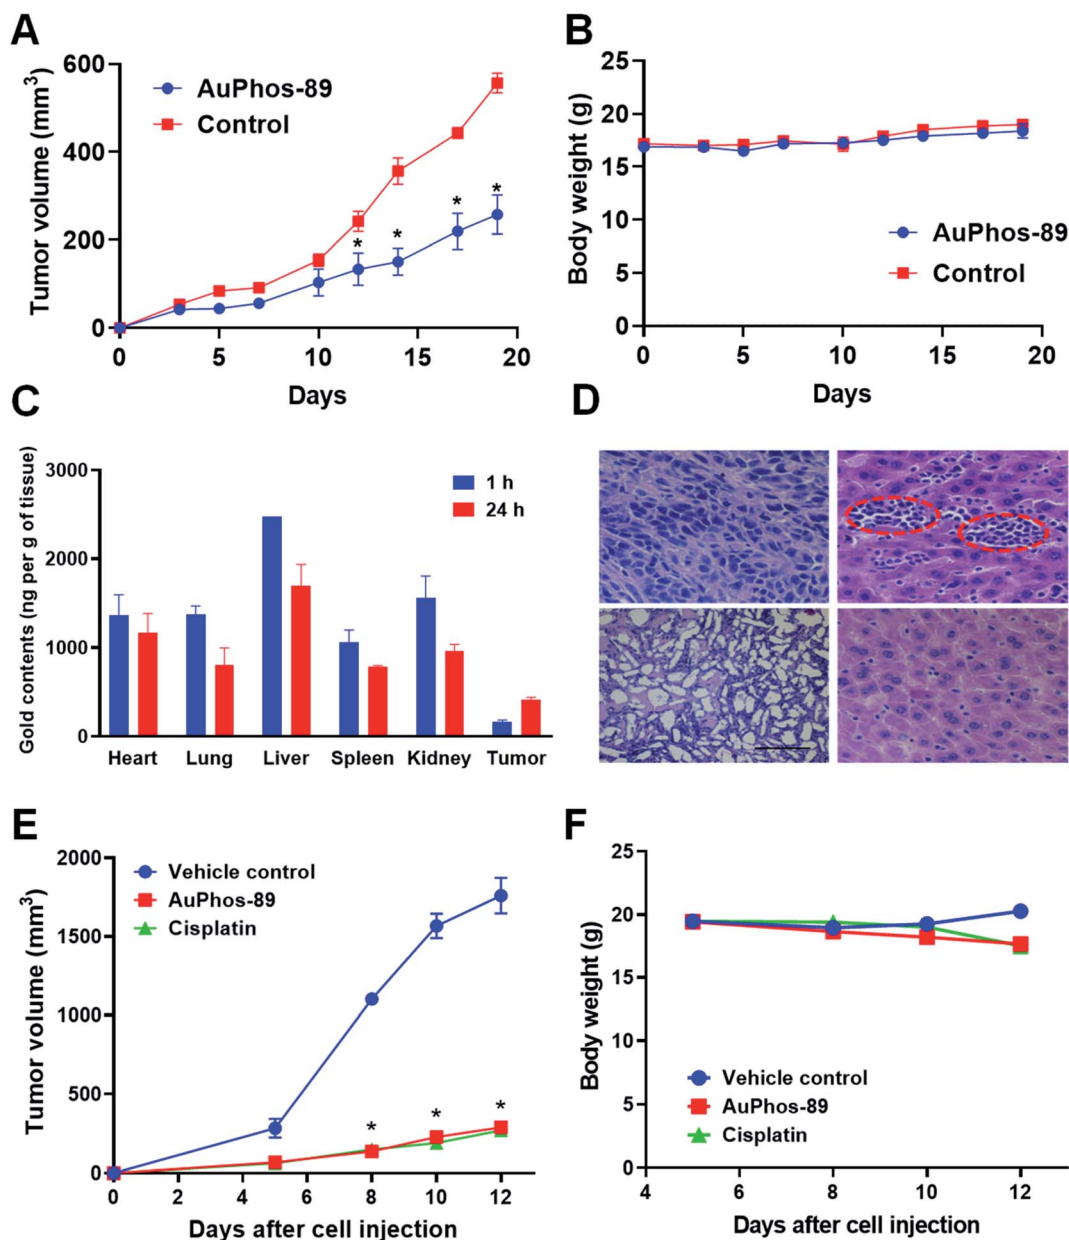 A
Tumor volume (mm³)
600
400
200
0
AuPhos-89
Control
*
*
*
*
0
5
10
15
20
Days
B
Body weight (g)
25
20
15
10
5
0
AuPhos-89
Control
0
5
10
15
20
Days
C
Gold contents (ng per g of tissue)
3000
2000
1000
0
1 h
24 h
Heart
Lung
Liver
Spleen
Kidney
Tumor
D
E
Tumor volume (mm³)
2000
1500
1000
500
0
Vehicle control
AuPhos-89
Cisplatin
*
*
*
0
2
4
6
8
10
12
Days after cell injection
F
Body weight (g)
25
20
15
10
5
0
Vehicle control
AuPhos-89
Cisplatin
4
6
8
10
12
Days after cell injection